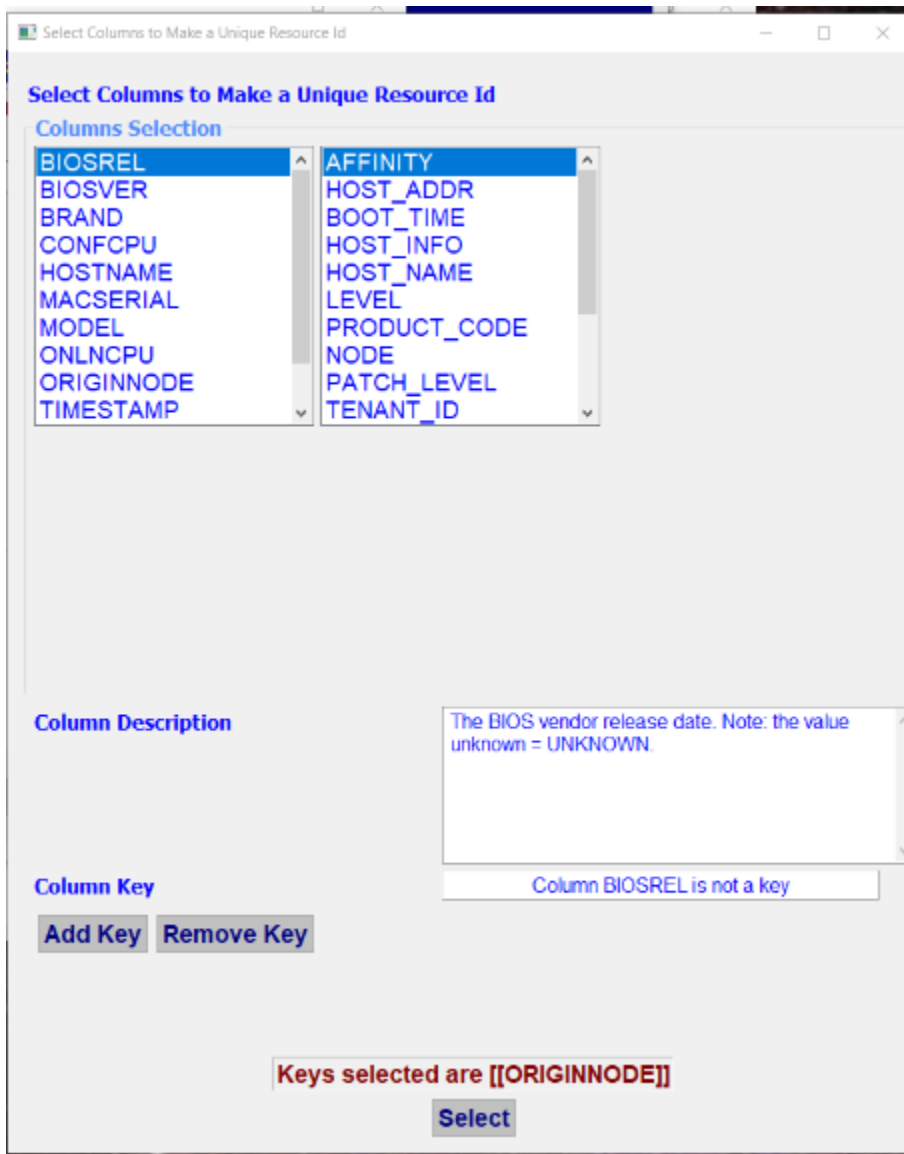 Select Columns to Make a Unique Resource Id
Select Columns to Make a Unique Resource Id
Columns Selection
BIOSREL
BIOSVER
BRAND
CONFCPU
HOSTNAME
MACSERIAL
MODEL
ONLNCPU
ORIGINNODE
TIMESTAMP
AFFINITY
HOST_ADDR
BOOT_TIME
HOST_INFO
HOST_NAME
LEVEL
PRODUCT_CODE
NODE
PATCH_LEVEL
TENANT_ID
Column Description
The BIOS vendor release date. Note: the value
unknown = UNKNOWN.
Column Key
Column BIOSREL is not a key
Add Key Remove Key
Keys selected are [[ORIGINNODE]]
Select